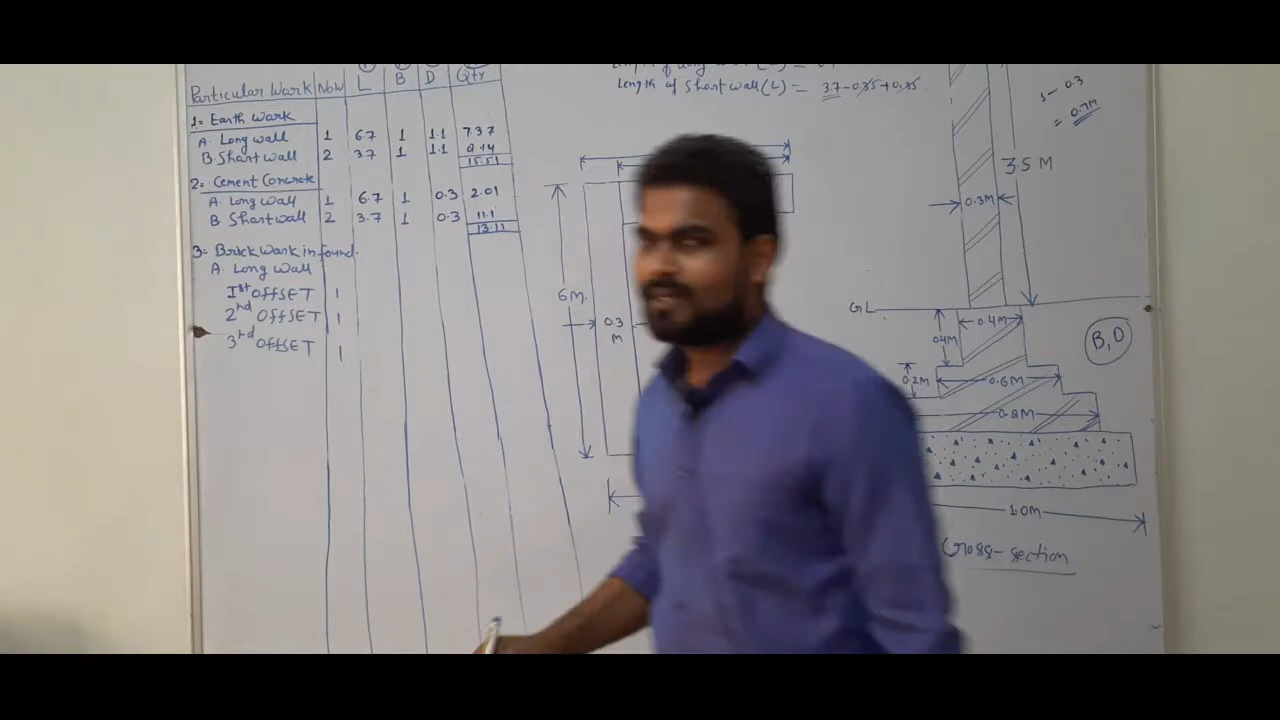 Length of Short wall (L) = 3.7-0.35+0.35
Particular Work Now L B D Qty
1= Earth Work
A. Long wall 1 6.7 1 1.1 7.37
B. Short wall 2 3.7 1 1.1 8.14
15.51
2= Cement Concrete
A. Long wall 1 6.7 1 0.3 2.01
B Short wall 2 3.7 1 0.3 11.1
13.11
3= Brick Work in found.
A. Long Wall
1st OFFSET 1
2nd OFFSET 1
3rd OFFSET 1
6M.
0.3
M
1-0.3
= 0.7M
3.5 M
0.3M
GL
0.4M
0.4M
B, D
0.2M
0.6M
0.8M
1.0M
Cross-section